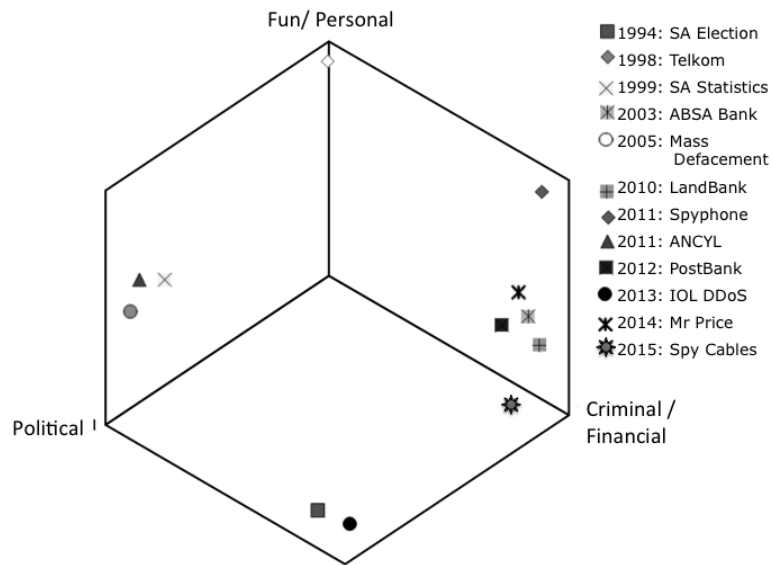 Fun/ Personal
1994: SA Election
1998: Telkom
1999: SA Statistics
2003: ABSA Bank
2005: Mass
Defacement
2010: LandBank
2011: Spyphone
2011: ANCYL
2012: PostBank
2013: IOL DDoS
2014: Mr Price
2015: Spy Cables
Political
Criminal /
Financial